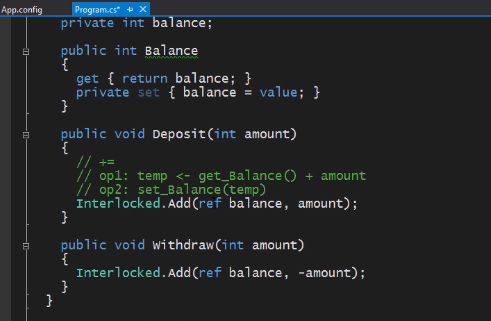 App.config Program.cs*
private int balance;
public int Balance
{
get { return balance; }
private set { balance = value; }
}
public void Deposit(int amount)
{
// +=
// op1: temp <- get_Balance() + amount
// op2: set_Balance(temp)
Interlocked.Add(ref balance, amount);
}
public void Withdraw(int amount)
{
Interlocked.Add(ref balance, -amount);
}
}